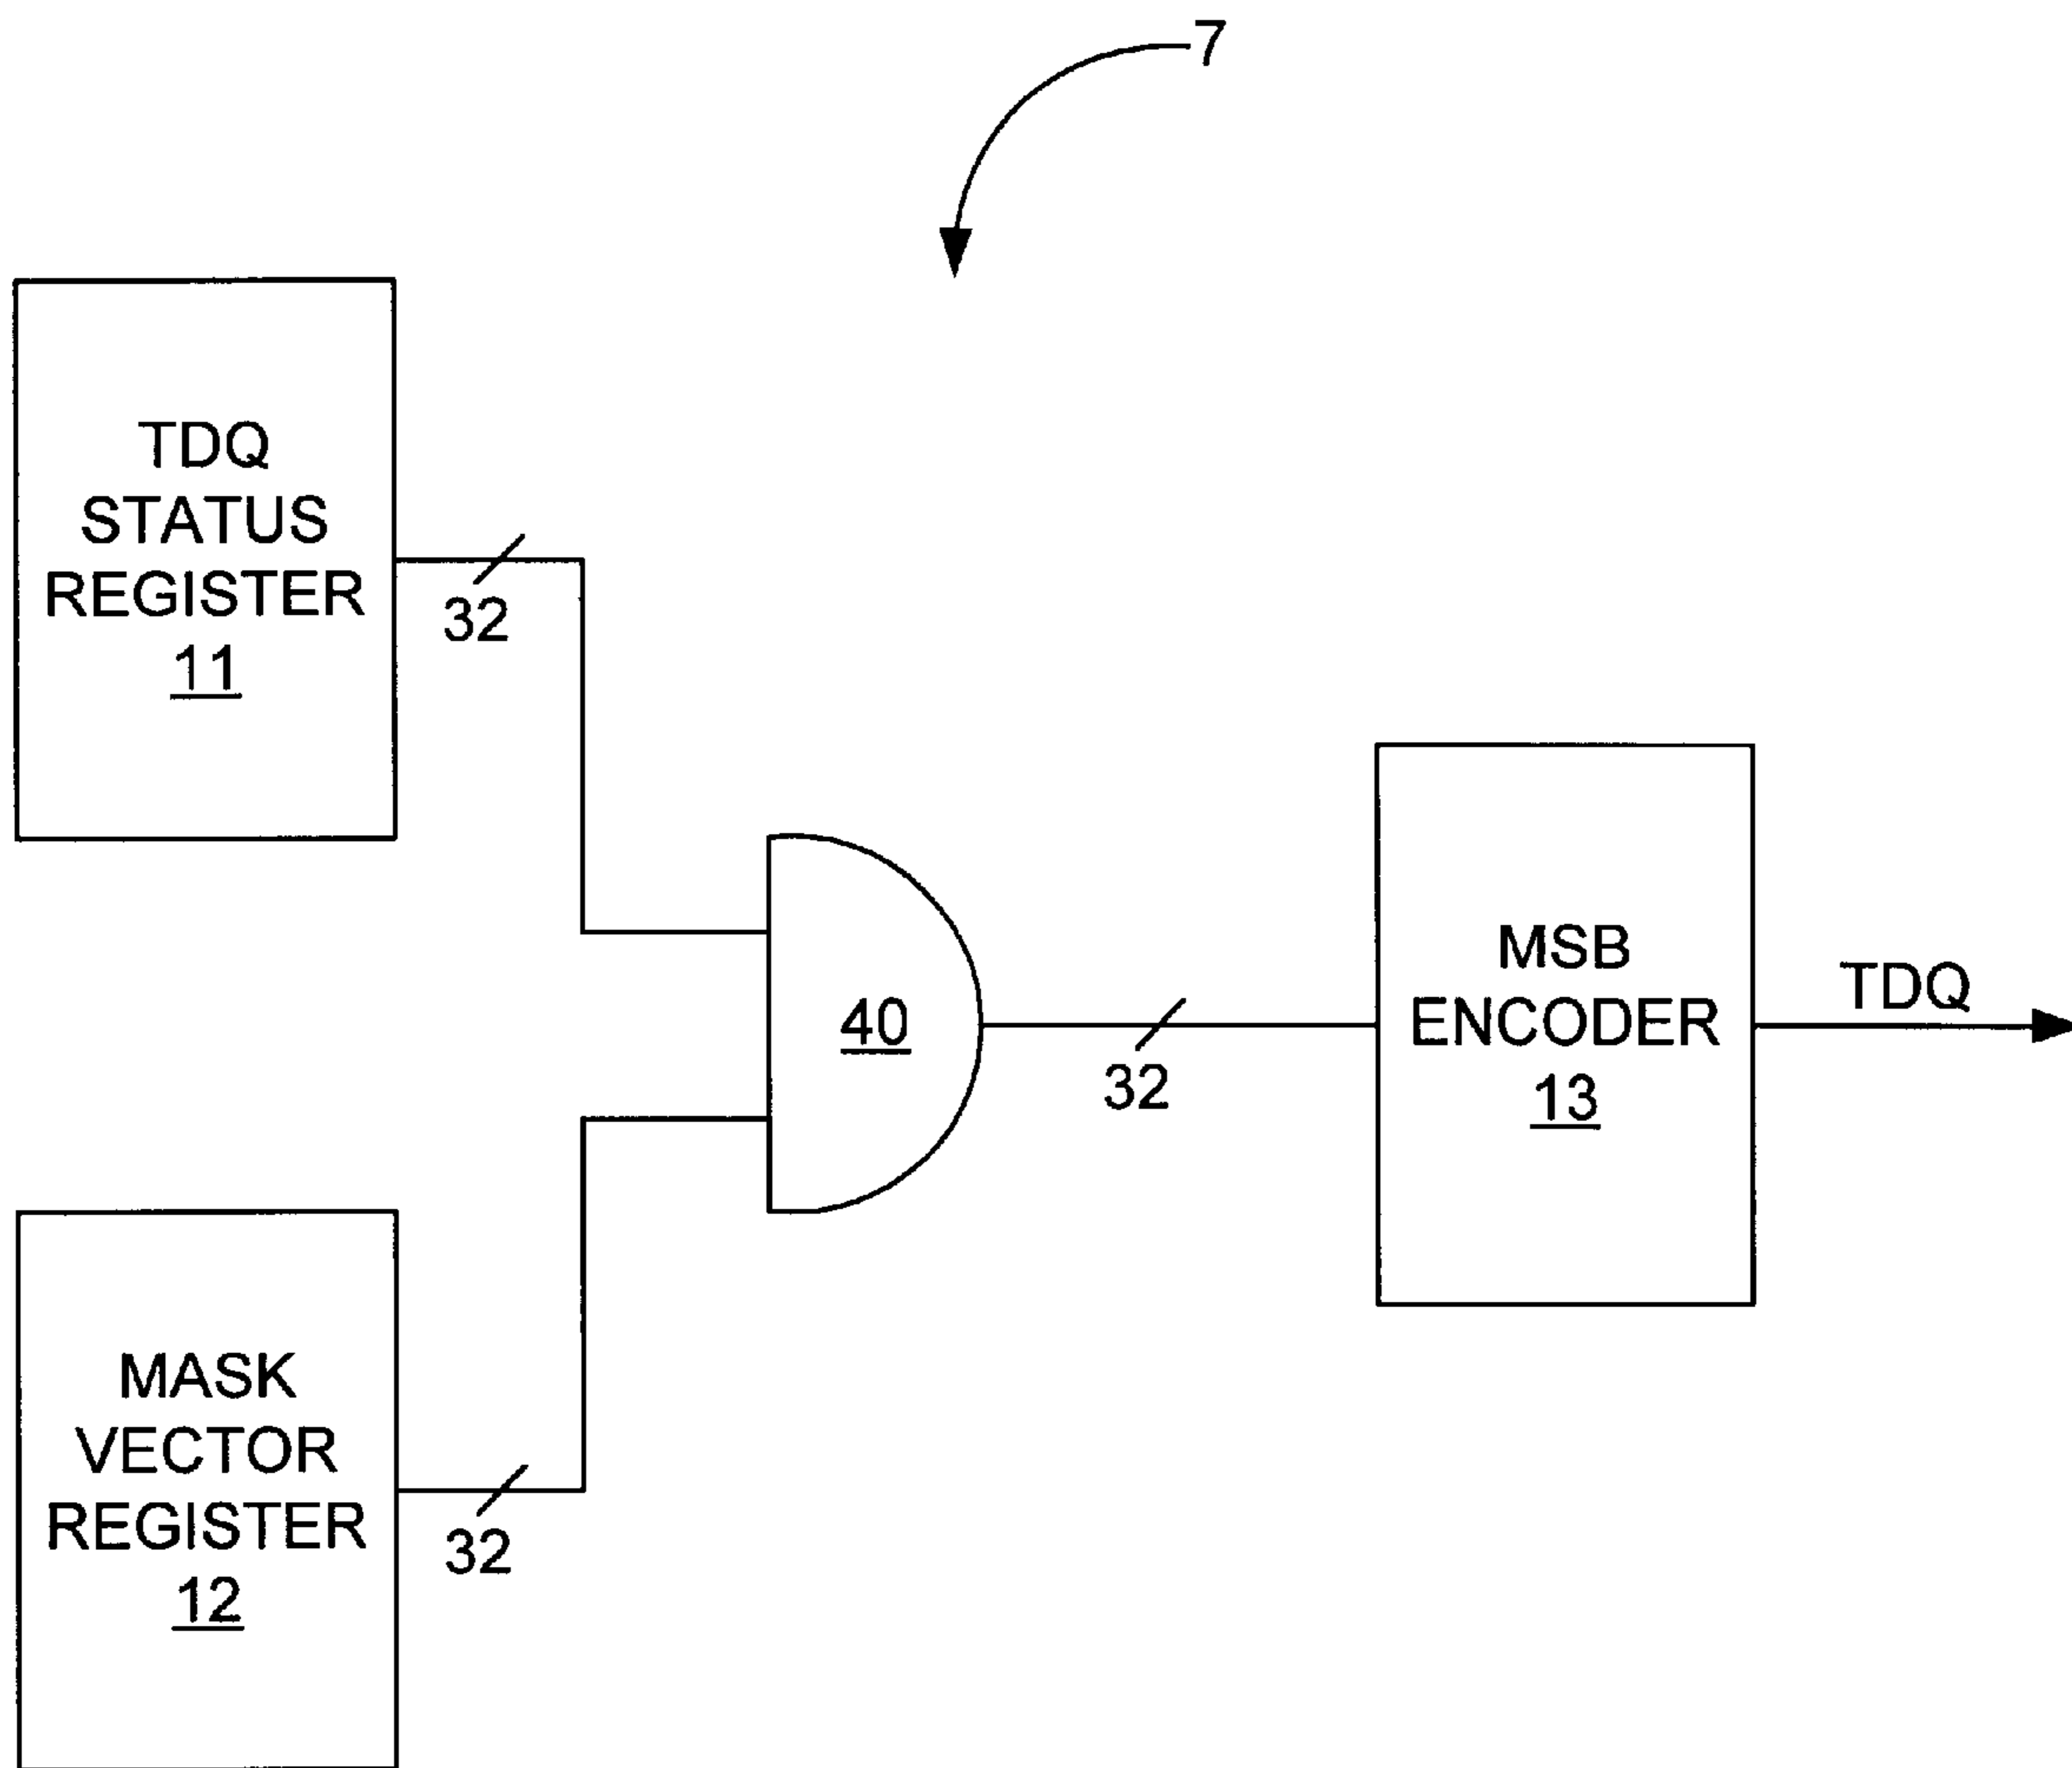 7
TDQ
STATUS
REGISTER
11
32
40
32
MSB
ENCODER
13
TDQ
MASK
VECTOR
REGISTER
12
32